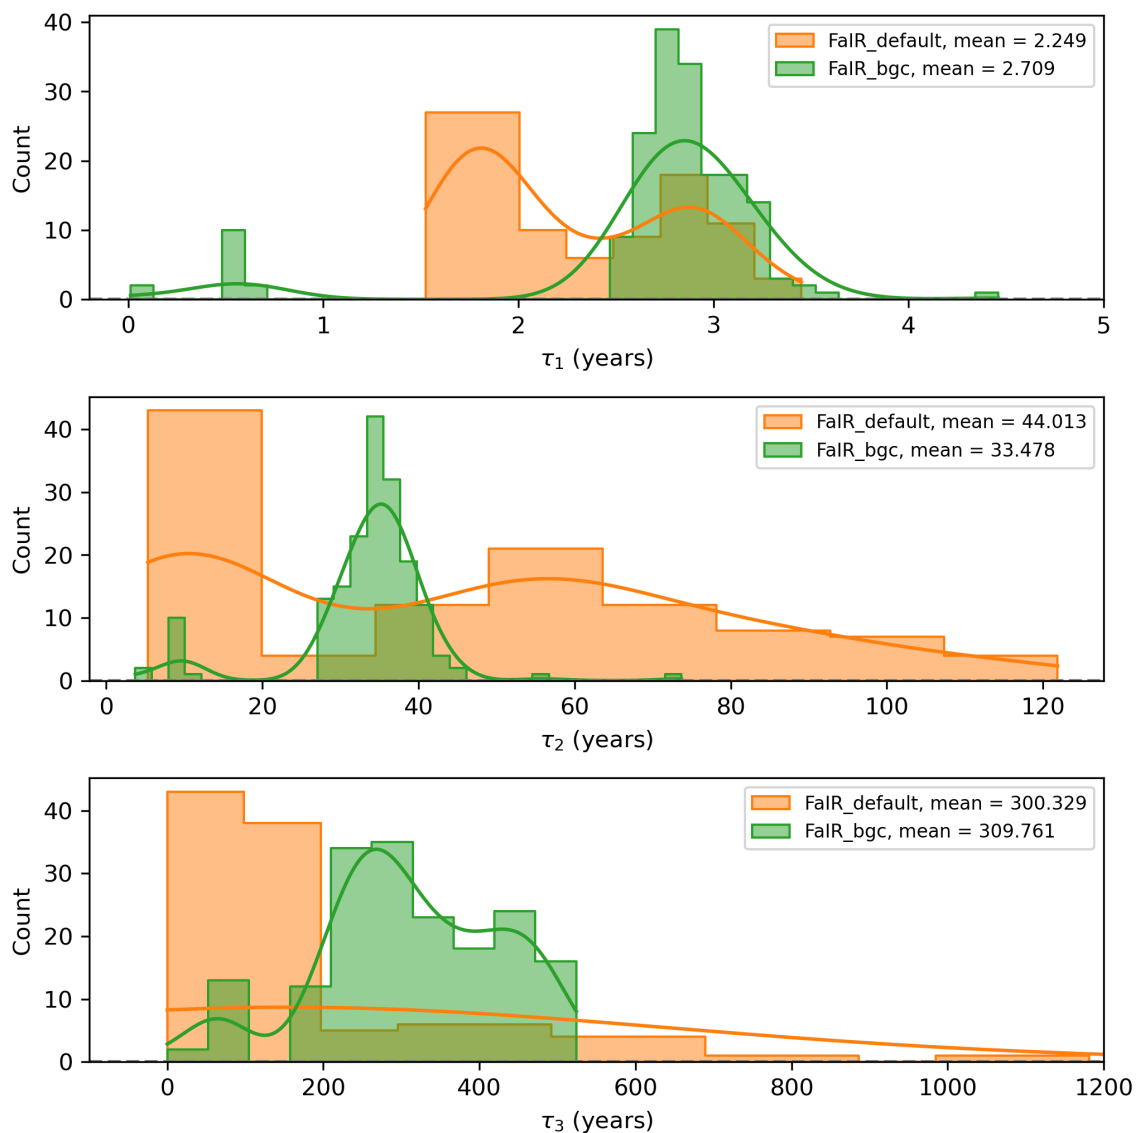 40
30
20
10
0
Count
FaIR_default, mean = 2.249
FaIR_bgc, mean = 2.709
0 1 2 3 4 5
τ₁ (years)
40
30
20
10
0
Count
FaIR_default, mean = 44.013
FaIR_bgc, mean = 33.478
0 20 40 60 80 100 120
τ₂ (years)
40
30
20
10
0
Count
FaIR_default, mean = 300.329
FaIR_bgc, mean = 309.761
0 200 400 600 800 1000 1200
τ₃ (years)